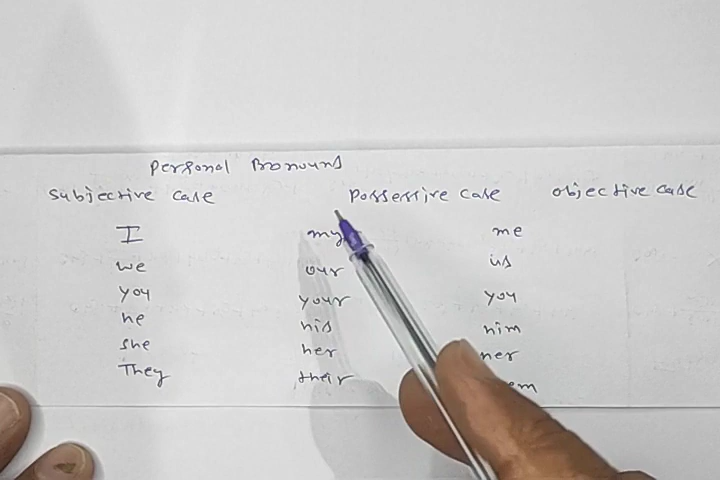 Personal Pronouns
Subjective Case Possessive Case Objective Case
I my me
we our us
you your you
he his him
she her her
They their